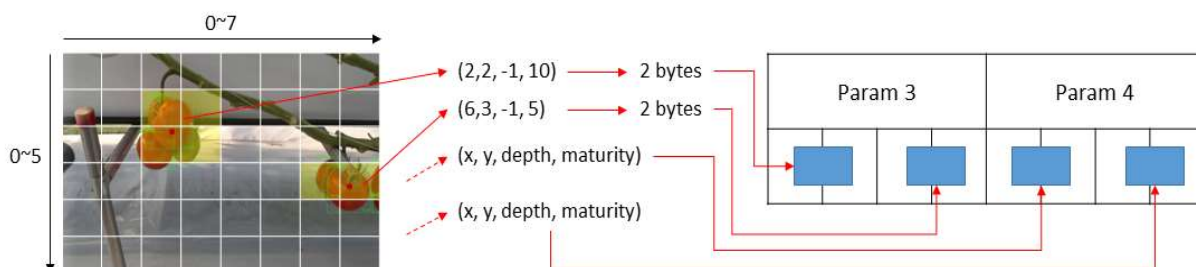 0~7
0~5
(2,2, -1, 10)
2 bytes
(6,3, -1, 5)
2 bytes
(x, y, depth, maturity)
(x, y, depth, maturity)
Param 3
Param 4